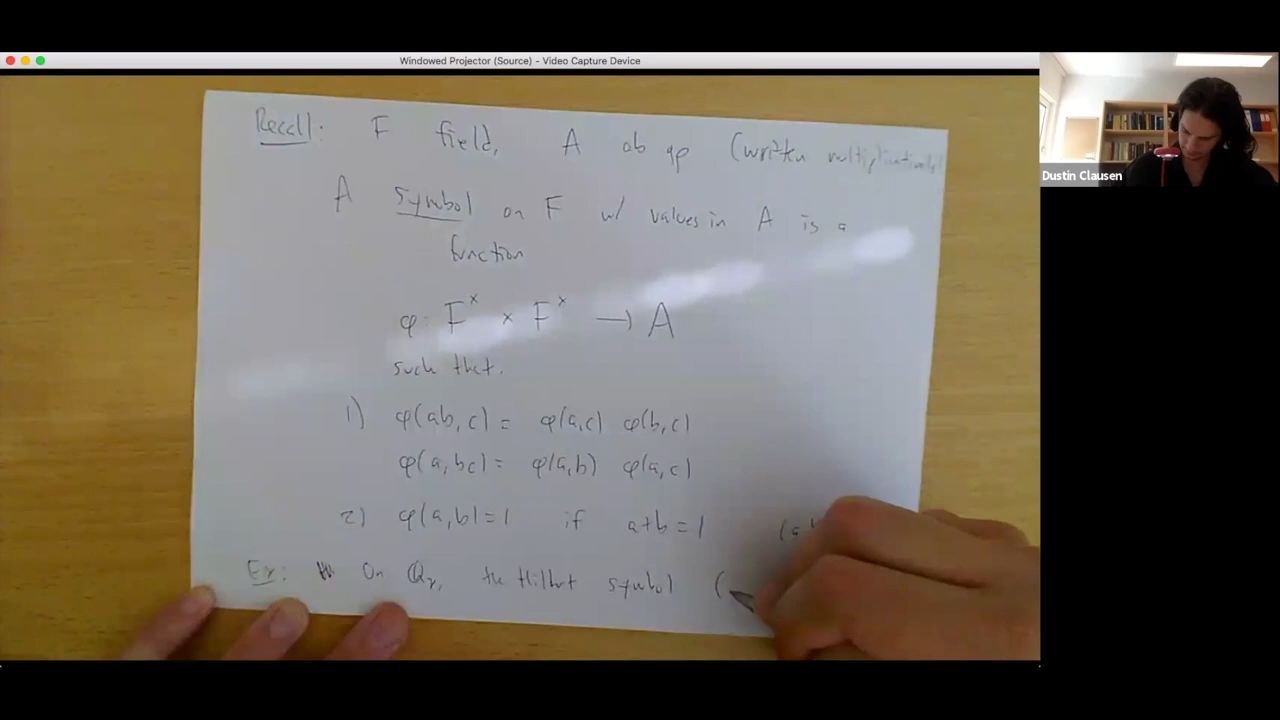 Windowed Projector (Source) - Video Capture Device
Dustin Clausen
Recall: F field, A ab gp (written multiplicatively)
A symbol on F w/ values in A is a
function
φ: F^× × F^× → A
such that.
1) φ(ab,c) = φ(a,c) φ(b,c)
φ(a,bc) = φ(a,b) φ(a,c)
2) φ(a,b)=1 if a+b=1 (a,b
Ex: On Q_2, the Hilbert symbol (